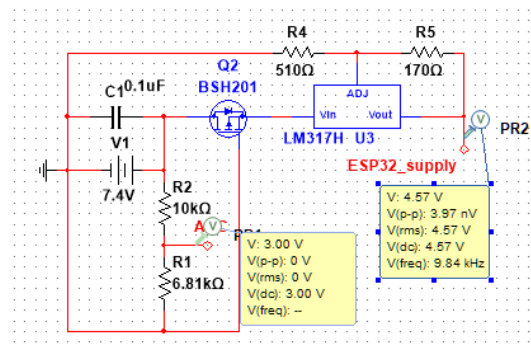 R4
R5
510Ω
170Ω
Q2
BSH201
C1
0.1uF
ADJ
Vin
Vout
LM317H
U3
V
PR2
V1
7.4V
ESP32_supply
R2
10kΩ
V
V: 4.57 V
V(p-p): 3.97 nV
V(rms): 4.57 V
V(dc): 4.57 V
V(freq): 9.84 kHz
R1
6.81kΩ
V: 3.00 V
V(p-p): 0 V
V(rms): 0 V
V(dc): 3.00 V
V(freq): --